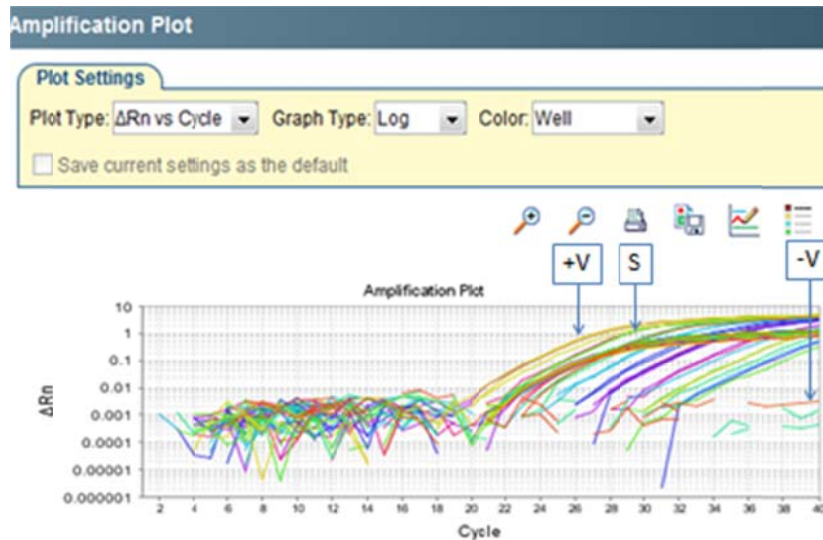 Amplification Plot
Plot Settings
Plot Type: ΔRn vs Cycle Graph Type: Log Color: Well
Save current settings as the default
+V S -V
Amplification Plot
10
1
0.1
0.01
0.001
0.0001
0.00001
0.000001
ΔRn
2 4 6 8 10 12 14 16 18 20 22 24 26 28 30 32 34 36 38 40
Cycle